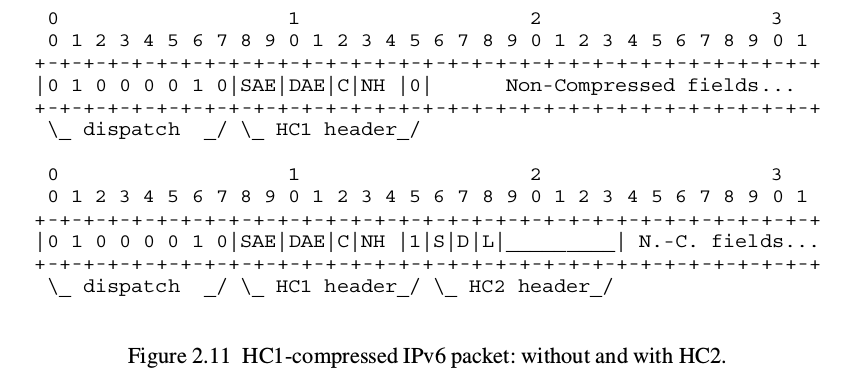 0                   1                   2                   3
0 1 2 3 4 5 6 7 8 9 0 1 2 3 4 5 6 7 8 9 0 1 2 3 4 5 6 7 8 9 0 1
+-+-+-+-+-+-+-+-+-+-+-+-+-+-+-+-+-+-+-+-+-+-+-+-+-+-+-+-+-+-+-+-+
|0 1 0 0 0 0 1 0|SAE|DAE|C|NH |0|      Non-Compressed fields...
+-+-+-+-+-+-+-+-+-+-+-+-+-+-+-+-+-+-+-+-+-+-+-+-+-+-+-+-+-+-+-+-+
\_ dispatch  _/ \_ HC1 header_/
0                   1                   2                   3
0 1 2 3 4 5 6 7 8 9 0 1 2 3 4 5 6 7 8 9 0 1 2 3 4 5 6 7 8 9 0 1
+-+-+-+-+-+-+-+-+-+-+-+-+-+-+-+-+-+-+-+-+-+-+-+-+-+-+-+-+-+-+-+-+
|0 1 0 0 0 0 1 0|SAE|DAE|C|NH |1|S|D|L|_________| N.-C. fields...
+-+-+-+-+-+-+-+-+-+-+-+-+-+-+-+-+-+-+-+-+-+-+-+-+-+-+-+-+-+-+-+-+
\_ dispatch  _/ \_ HC1 header_/ \_ HC2 header_/
Figure 2.11 HC1-compressed IPv6 packet: without and with HC2.